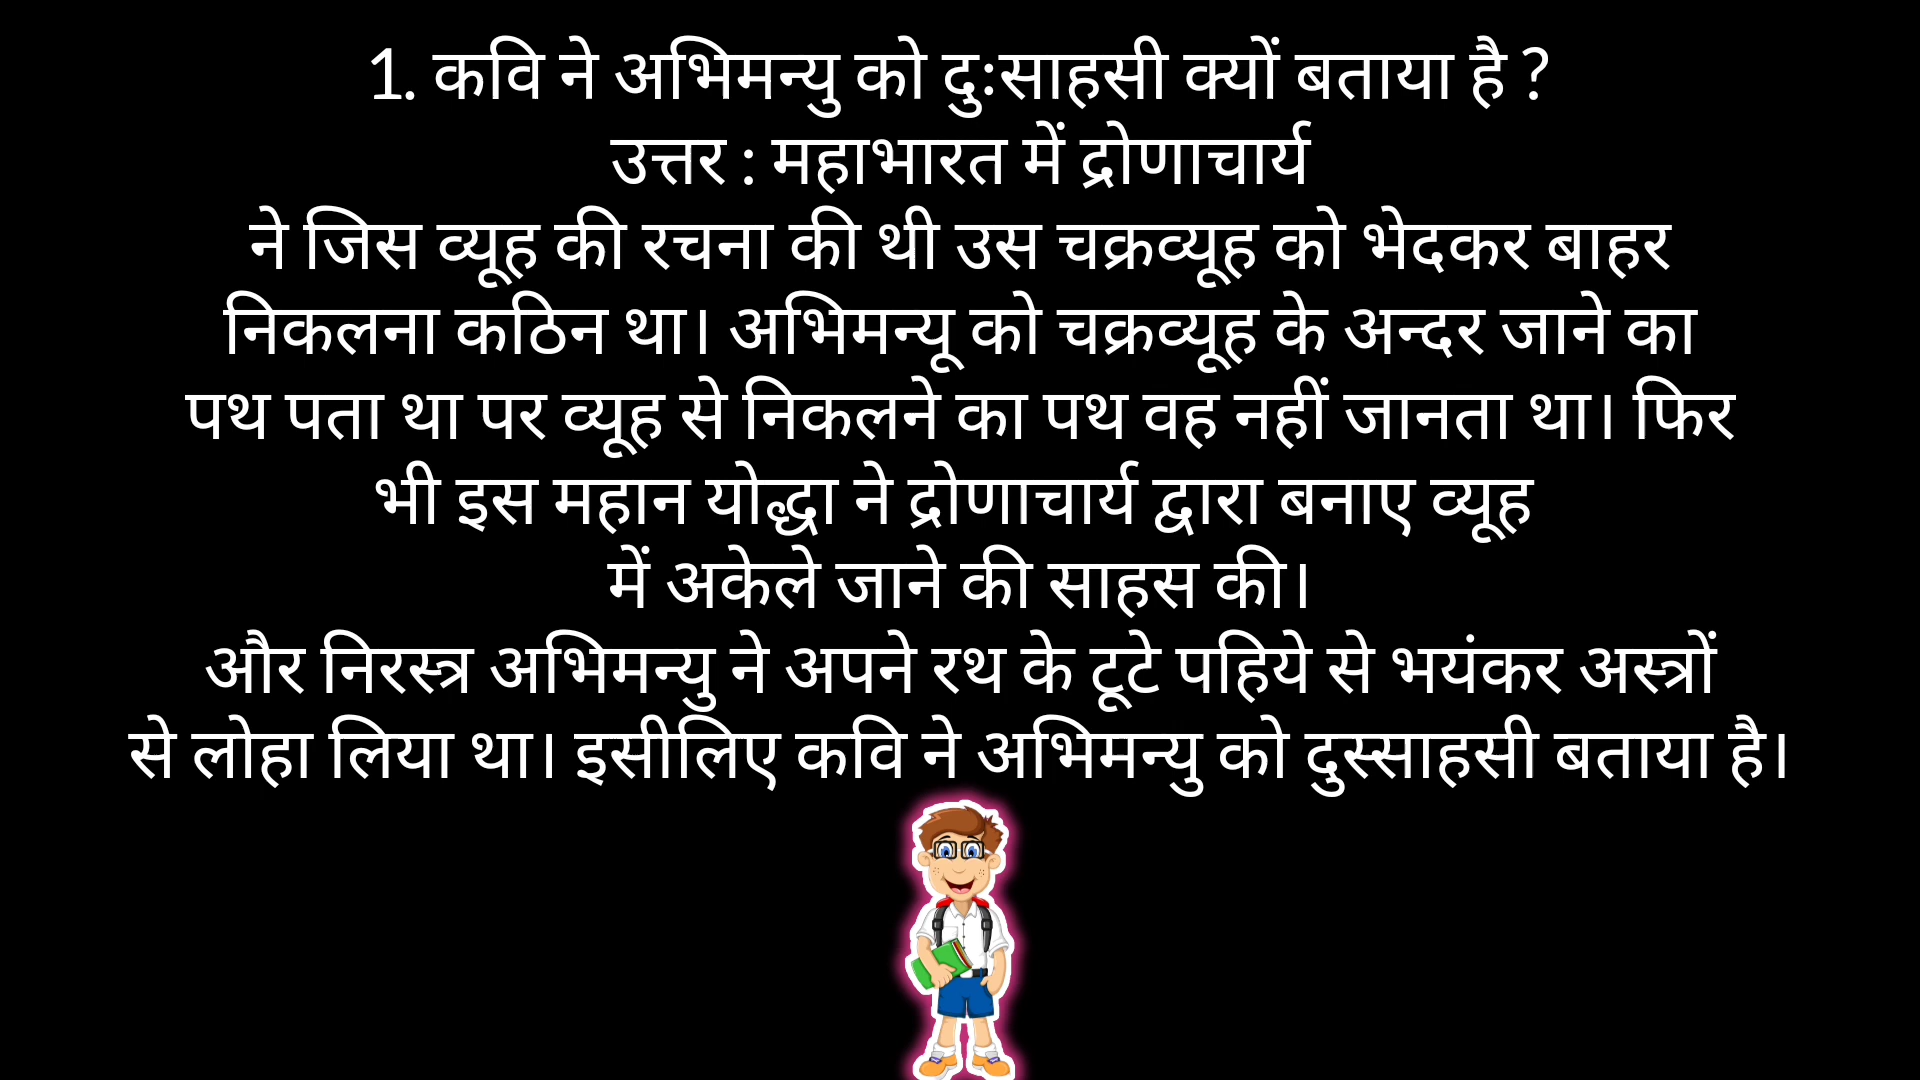 1. कवि ने अभिमन्यु को दुःसाहसी क्यों बताया है ?
उत्तर : महाभारत में द्रोणाचार्य
ने जिस व्यूह की रचना की थी उस चक्रव्यूह को भेदकर बाहर
निकलना कठिन था। अभिमन्यू को चक्रव्यूह के अन्दर जाने का
पथ पता था पर व्यूह से निकलने का पथ वह नहीं जानता था। फिर
भी इस महान योद्धा ने द्रोणाचार्य द्वारा बनाए व्यूह
में अकेले जाने की साहस की।
और निरस्त्र अभिमन्यु ने अपने रथ के टूटे पहिये से भयंकर अस्त्रों
से लोहा लिया था। इसीलिए कवि ने अभिमन्यु को दुस्साहसी बताया है।